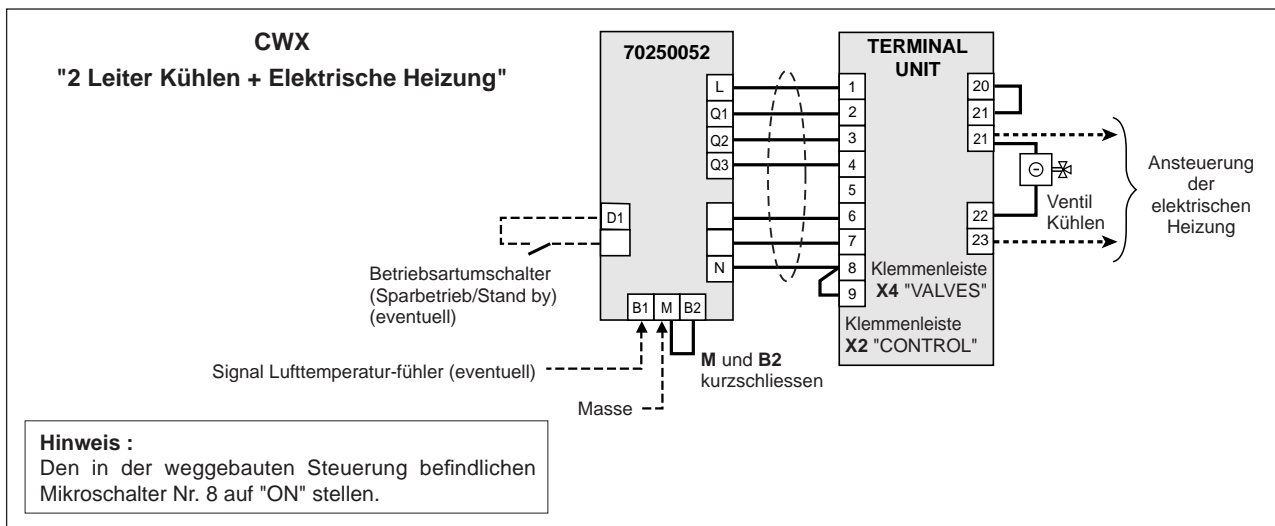 CWX
"2 Leiter Kühlen + Elektrische Heizung"
70250052
L
Q1
Q2
Q3
N
D1
B1 M B2
TERMINAL
UNIT
1
2
3
4
5
6
7
8
9
20
21
21
22
23
Klemmenleiste
X4 "VALVES"
Klemmenleiste
X2 "CONTROL"
Ventil
Kühlen
Ansteuerung
der
elektrischen
Heizung
Betriebsartumschalter
(Sparbetrieb/Stand by)
(eventuell)
Signal Lufttemperatur-fühler (eventuell)
Masse
M und B2
kurzschliessen
Hinweis :
Den in der weggebauten Steuerung befindlichen
Mikroschalter Nr. 8 auf "ON" stellen.